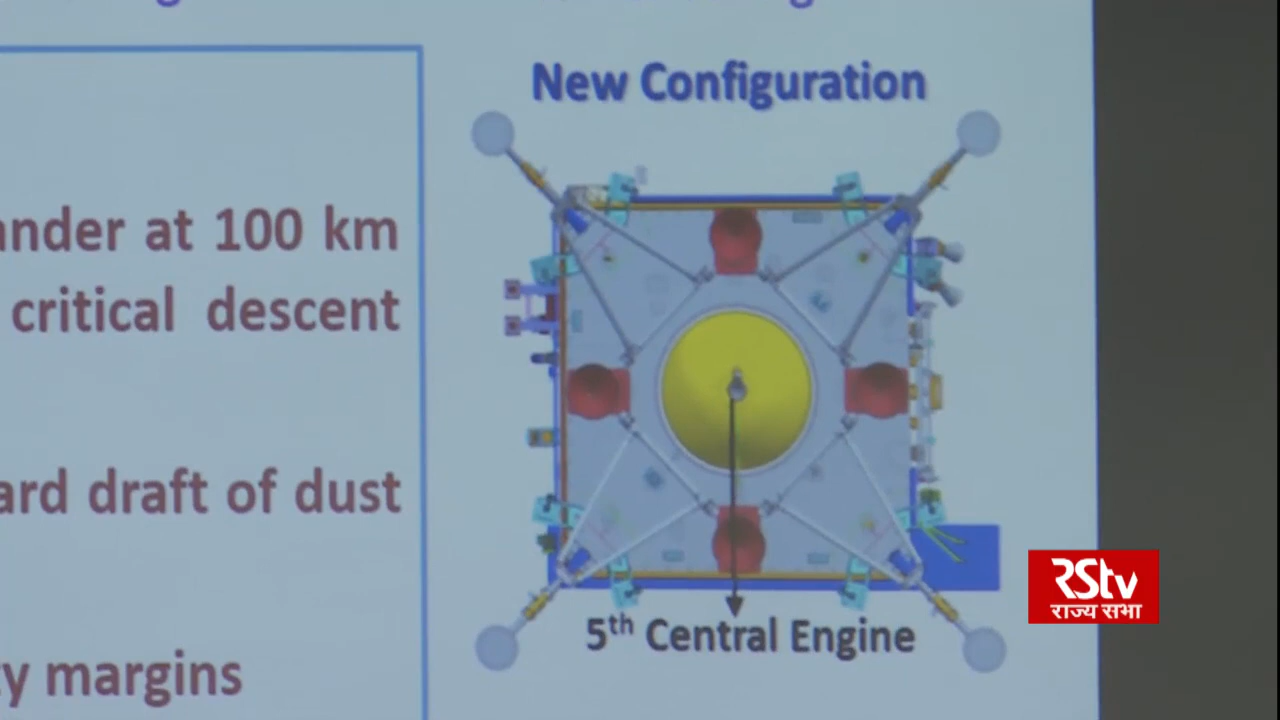 New Configuration
ander at 100 km
critical descent
ard draft of dust
y margins
5th Central Engine
RStv
राज्य सभा